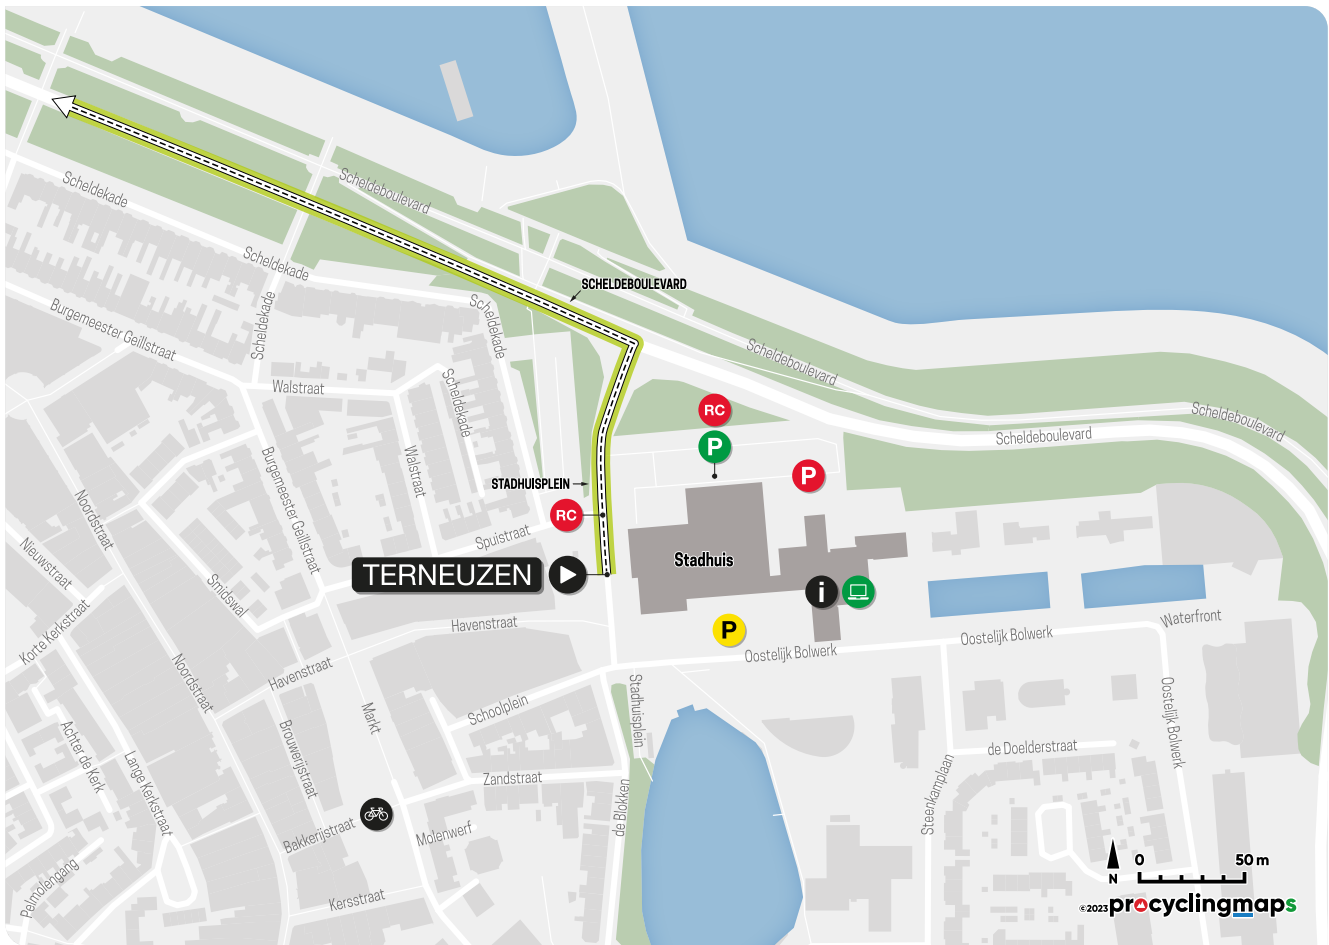 Scheldeboulevard
Scheldekade
Scheldekade
SCHELDEBOULEVARD
Scheldekade
Scheldekade
Burgemeester Geillstraat
Scheldeboulevard
Walstraat
Scheldekade
RC
Scheldeboulevard
Scheldeboulevard
P
Walstraat
Burgemeester Geillstraat
P
STADHUISPLEIN
Noordstraat
RC
Spuistraat
Stadhuis
TERNEUZEN
Nieuwstraat
Smidswal
i
P
Havenstraat
Waterfront
Korte Kerkstraat
Oostelijk Bolwerk
Oostelijk Bolwerk
Havenstraat
Noordstraat
Schoolplein
Stadhuisplein
Oostelijk Bolwerk
Markt
Achter de Kerk
Brouwerijstraat
de Doelderstraat
Zandstraat
Lange Kerkstraat
de Blokken
Steenkamplaan
Bakkerijstraat
Molenwerf
Pelmolengang
Kersstraat
0 50 m
N
©2023 procyclingmaps